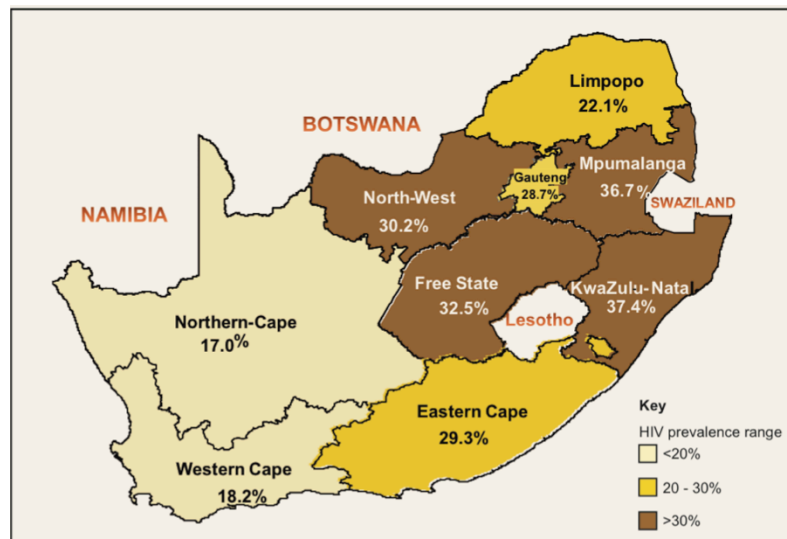 Limpopo
22.1%
BOTSWANA
Mpumalanga
36.7%
Gauteng
28.7%
North-West
30.2%
SWAZILAND
NAMIBIA
Free State
32.5%
KwaZulu-Natal
37.4%
Lesotho
Northern-Cape
17.0%
Eastern Cape
29.3%
Western Cape
18.2%
Key
HIV prevalence range
<20%
20 - 30%
>30%